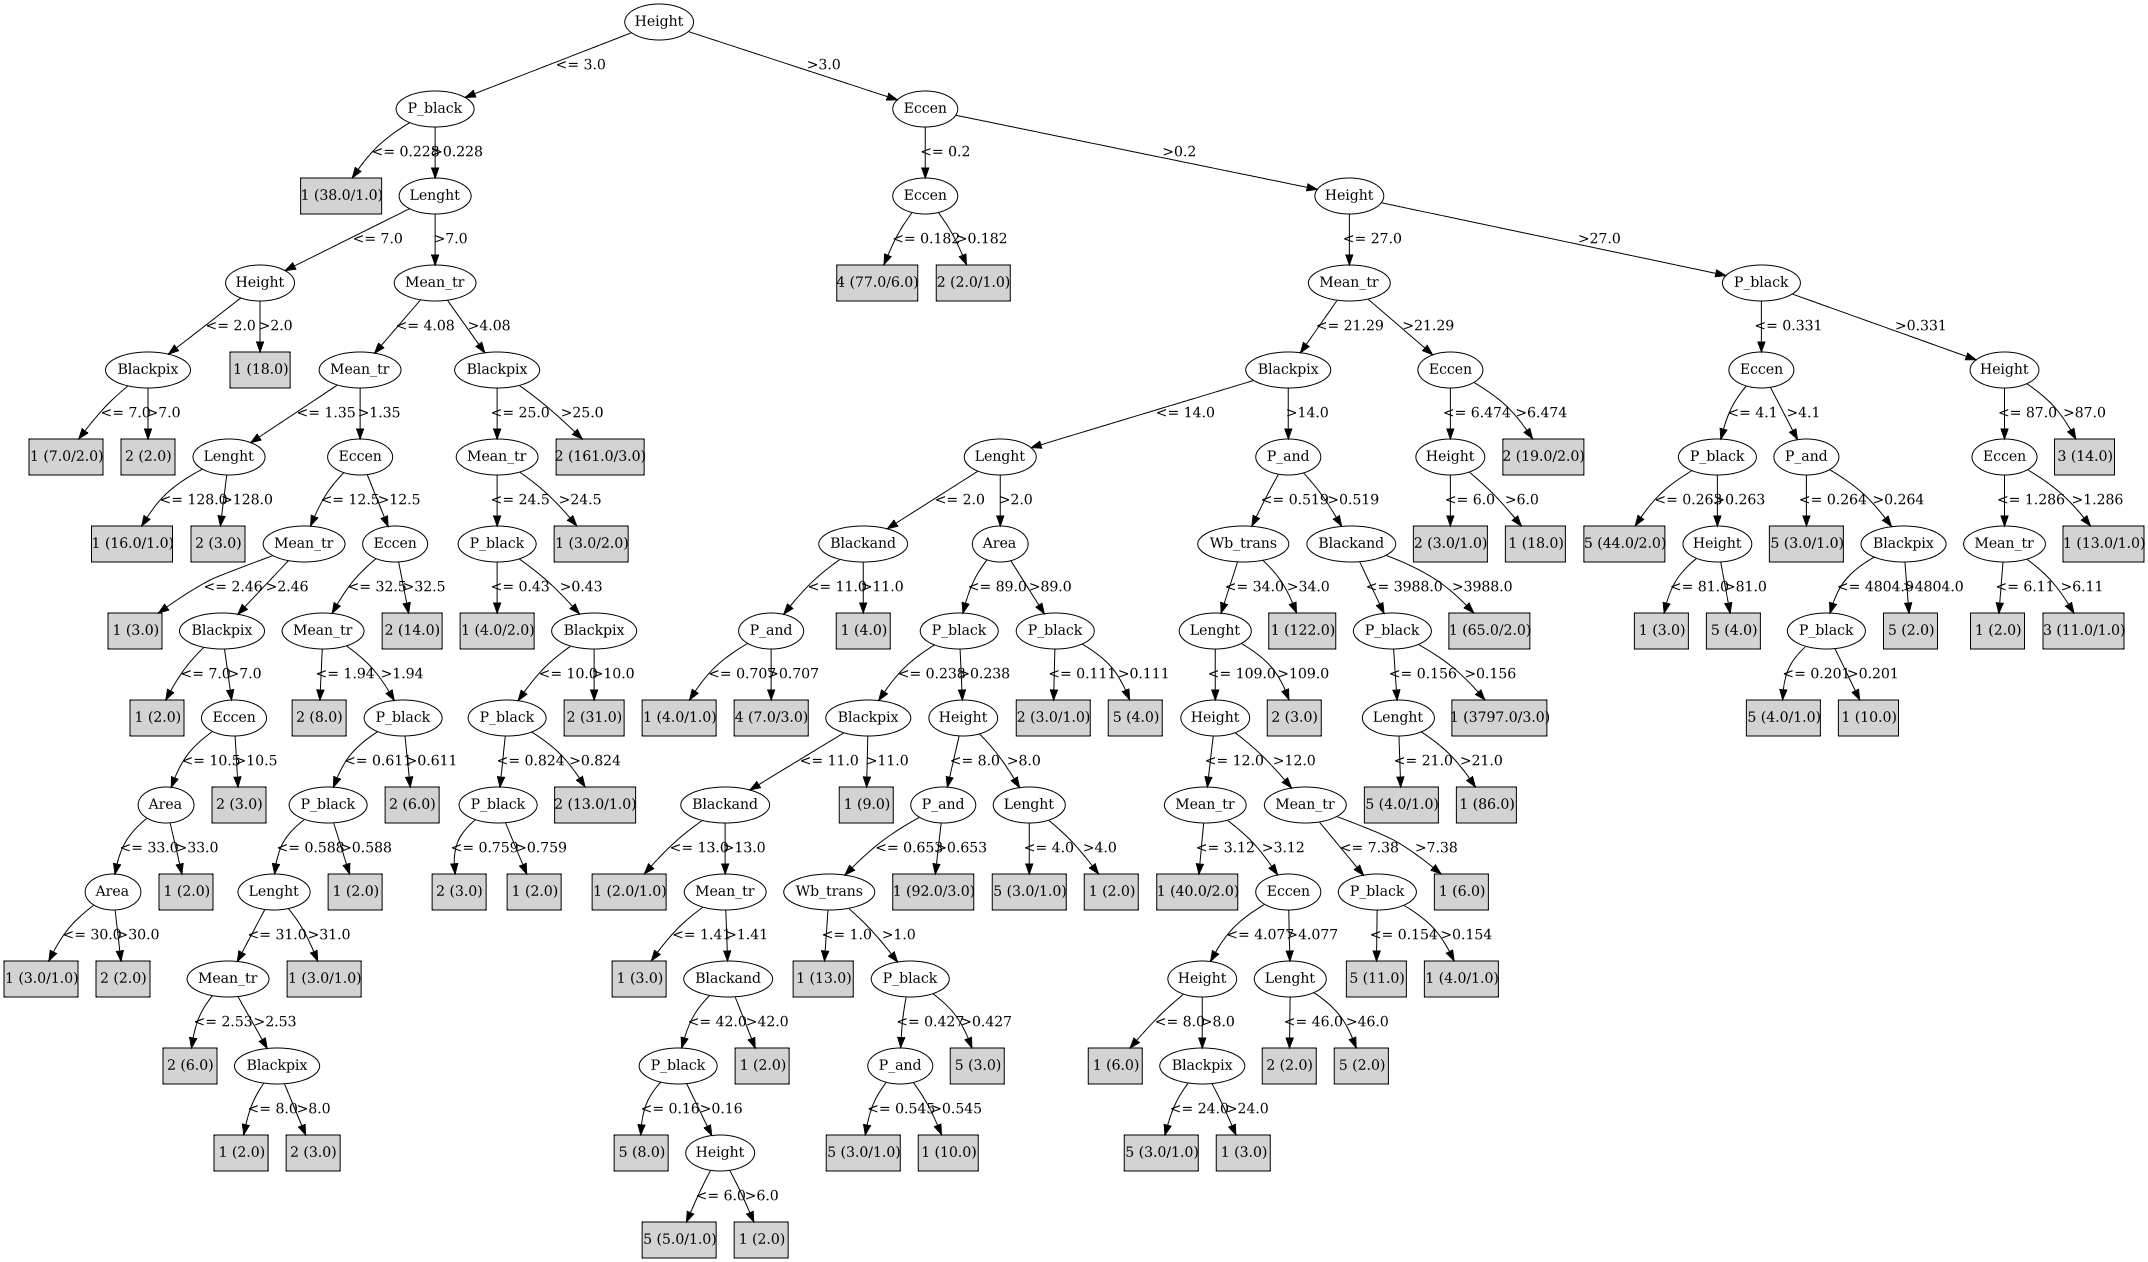 Height
<= 3.0 >3.0
P_black Eccen
<= 0.228 >0.228 <= 0.2 >0.2
1 (38.0/1.0) Lenght Eccen Height
<= 7.0 >7.0 <= 0.182 >0.182 <= 27.0 >27.0
Height Mean_tr 4 (77.0/6.0) 2 (2.0/1.0) Mean_tr P_black
<= 2.0 >2.0 <= 4.08 >4.08 <= 21.29 >21.29 <= 0.331 >0.331
Blackpix 1 (18.0) Mean_tr Blackpix Blackpix Eccen Eccen Height
<= 7.0 >7.0 <= 1.35 >1.35 <= 25.0 >25.0 <= 14.0 >14.0 <= 6.474 >6.474 <= 4.1 >4.1 <= 87.0 >87.0
1 (7.0/2.0) 2 (2.0) Lenght Eccen Mean_tr 2 (161.0/3.0) Lenght P_and Height 2 (19.0/2.0) P_black P_and Eccen 3 (14.0)
<= 128.0 >128.0 <= 12.5 >12.5 <= 24.5 >24.5 <= 2.0 >2.0 <= 0.519 >0.519 <= 6.0 >6.0 <= 0.263 >0.263 <= 0.264 >0.264 <= 1.286 >1.286
1 (16.0/1.0) 2 (3.0) Mean_tr Eccen P_black 1 (3.0/2.0) Blackand Area Wb_trans Blackand 2 (3.0/1.0) 1 (18.0) 5 (44.0/2.0) Height 5 (3.0/1.0) Blackpix Mean_tr 1 (13.0/1.0)
<= 2.46 >2.46 <= 32.5 >32.5 <= 0.43 >0.43 <= 11.0 >11.0 <= 89.0 >89.0 <= 34.0 >34.0 <= 3988.0 >3988.0 <= 81.0 >81.0 <= 4804.0 >4804.0 <= 6.11 >6.11
1 (3.0) Blackpix Mean_tr 2 (14.0) 1 (4.0/2.0) Blackpix P_and 1 (4.0) P_black P_black Lenght 1 (122.0) P_black 1 (65.0/2.0) 1 (3.0) 5 (4.0) P_black 5 (2.0) 1 (2.0) 3 (11.0/1.0)
<= 7.0 >7.0 <= 1.94 >1.94 <= 10.0 >10.0 <= 0.707 >0.707 <= 0.238 >0.238 <= 0.111 >0.111 <= 109.0 >109.0 <= 0.156 >0.156 <= 0.201 >0.201
1 (2.0) Eccen 2 (8.0) P_black P_black 2 (31.0) 1 (4.0/1.0) 4 (7.0/3.0) Blackpix Height 2 (3.0/1.0) 5 (4.0) Height 2 (3.0) Lenght 1 (3797.0/3.0) 5 (4.0/1.0) 1 (10.0)
<= 10.5 >10.5 <= 0.611 >0.611 <= 0.824 >0.824 <= 11.0 >11.0 <= 8.0 >8.0 <= 12.0 >12.0 <= 21.0 >21.0
Area 2 (3.0) P_black 2 (6.0) P_black 2 (13.0/1.0) Blackand 1 (9.0) P_and Lenght Mean_tr Mean_tr 5 (4.0/1.0) 1 (86.0)
<= 33.0 >33.0 <= 0.588 >0.588 <= 0.759 >0.759 <= 13.0 >13.0 <= 0.653 >0.653 <= 4.0 >4.0 <= 3.12 >3.12 <= 7.38 >7.38
Area 1 (2.0) Lenght 1 (2.0) 2 (3.0) 1 (2.0) 1 (2.0/1.0) Mean_tr Wb_trans 1 (92.0/3.0) 5 (3.0/1.0) 1 (2.0) 1 (40.0/2.0) Eccen P_black 1 (6.0)
<= 30.0 >30.0 <= 31.0 >31.0 <= 1.41 >1.41 <= 1.0 >1.0 <= 4.077 >4.077 <= 0.154 >0.154
1 (3.0/1.0) 2 (2.0) Mean_tr 1 (3.0/1.0) 1 (3.0) Blackand 1 (13.0) P_black Height Lenght 5 (11.0) 1 (4.0/1.0)
<= 2.53 >2.53 <= 42.0 >42.0 <= 0.427 >0.427 <= 8.0 >8.0 <= 46.0 >46.0
2 (6.0) Blackpix P_black 1 (2.0) P_and 5 (3.0) 1 (6.0) Blackpix 2 (2.0) 5 (2.0)
<= 8.0 >8.0 <= 0.16 >0.16 <= 0.545 >0.545 <= 24.0 >24.0
1 (2.0) 2 (3.0) 5 (8.0) Height 5 (3.0/1.0) 1 (10.0) 5 (3.0/1.0) 1 (3.0)
<= 6.0 >6.0
5 (5.0/1.0) 1 (2.0)